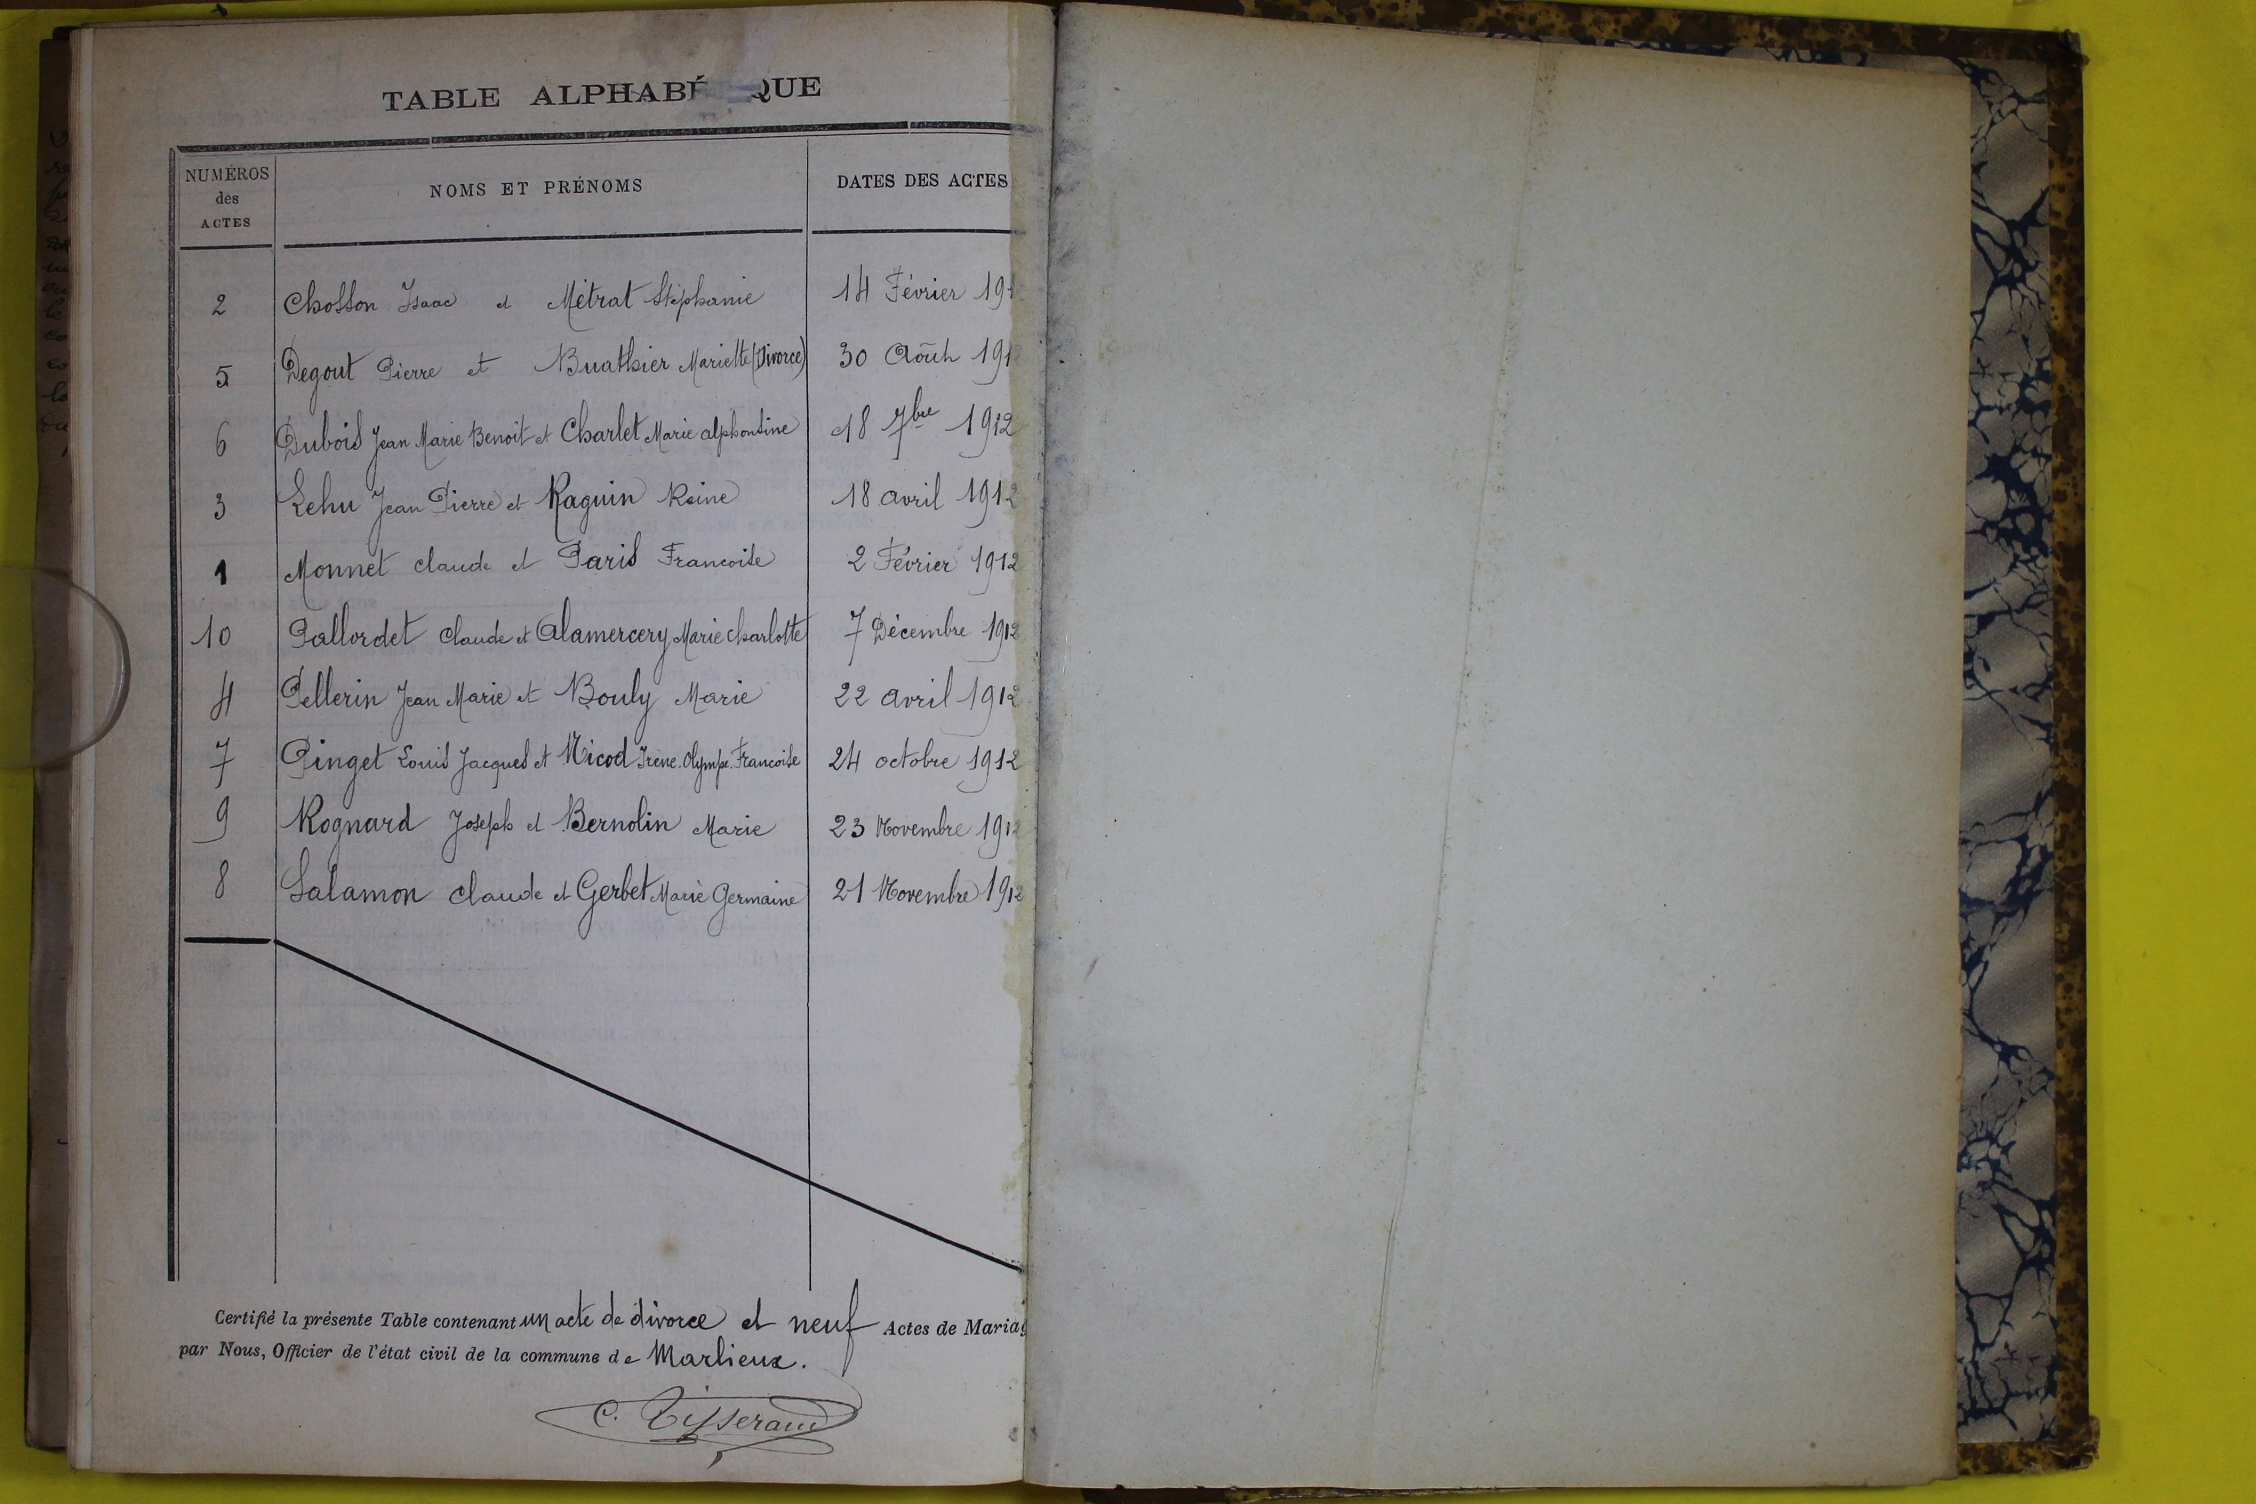 TABLE ALPHABÉ QUE
NUMÉROS
des
ACTES
NOMS ET PRÉNOMS
DATES DES ACTES
2 Chosson Isaac et Métrat Stéphanie 14 Février 191
5 Degout Pierre et Buathier Mariette (Divorce) 30 Août 191
6 Dubois Jean Marie Benoit et Charlet Marie alphonsine 18 7bre 1912
3 Lehu Jean Pierre et Raguin Reine 18 avril 1912
1 Monnet claude et Paris Francoise 2 Février 1912
10 Pallordet Claude et Alamercery Marie charlotte 7 Décembre 1912
4 Pellerin Jean Marie et Bouly Marie 22 avril 1912
7 Pinget Louis Jacques et Nicod Irène. Olympe. Francoise 24 octobre 1912
9 Rognard Joseph et Bernolin Marie 23 Novembre 1912
8 Salamon claude et Gerbet Marie Germaine 21 Novembre 1912
Certifié la présente Table contenant un acte de divorce et neuf Actes de Mariag
par Nous, Officier de l'état civil de la commune de Marlieux.
C. Tisserand